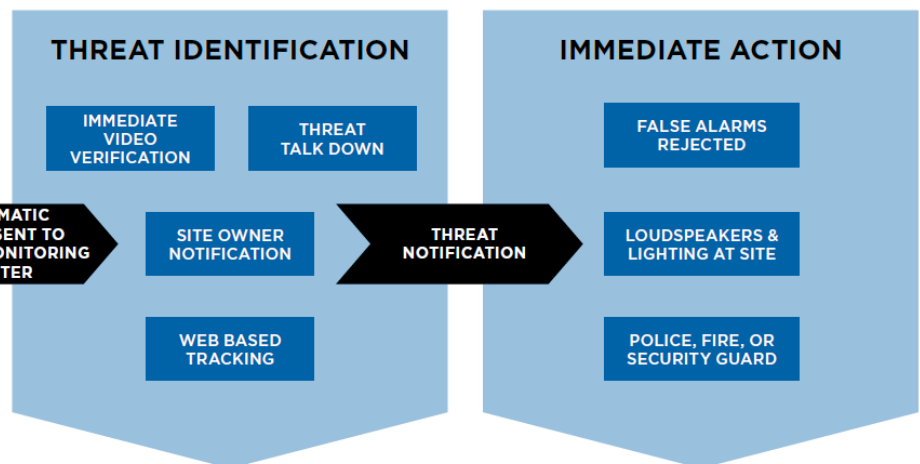 THREAT IDENTIFICATION
IMMEDIATE
VIDEO
VERIFICATION
THREAT
TALK DOWN
SITE OWNER
NOTIFICATION
WEB BASED
TRACKING
THREAT
NOTIFICATION
IMMEDIATE ACTION
FALSE ALARMS
REJECTED
LOUDSPEAKERS &
LIGHTING AT SITE
POLICE, FIRE, OR
SECURITY GUARD